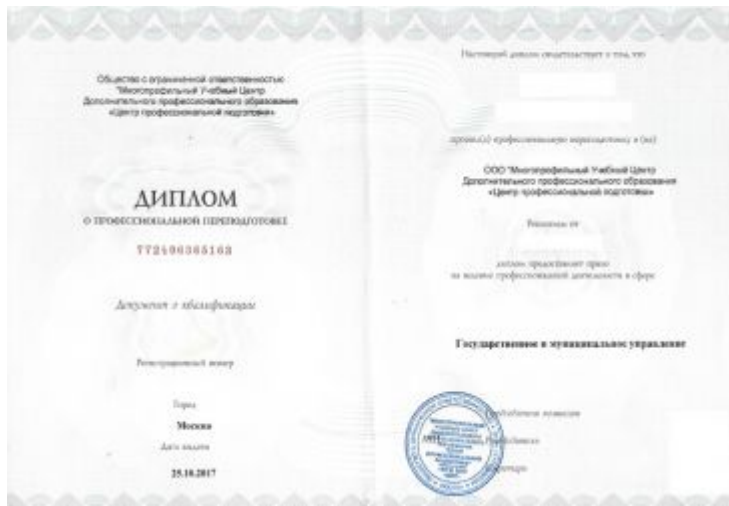 Общество с ограниченной ответственностью
"Многопрофильный Учебный Центр
Дополнительного профессионального образования
«Центр профессиональной подготовки»
ДИПЛОМ
О ПРОФЕССИОНАЛЬНОЙ ПЕРЕПОДГОТОВКЕ
Документ о квалификации
Регистрационный номер
Город
Москва
Дата выдачи
25.10.2017
Настоящий диплом свидетельствует о том, что
прошел(а) профессиональную переподготовку в (на)
ООО "Многопрофильный Учебный Центр
Дополнительного профессионального образования
«Центр профессиональной подготовки»
Решением от
диплом предоставляет право
на ведение профессиональной деятельности в сфере
Государственное и муниципальное управление
Председатель комиссии
Руководитель
Секретарь